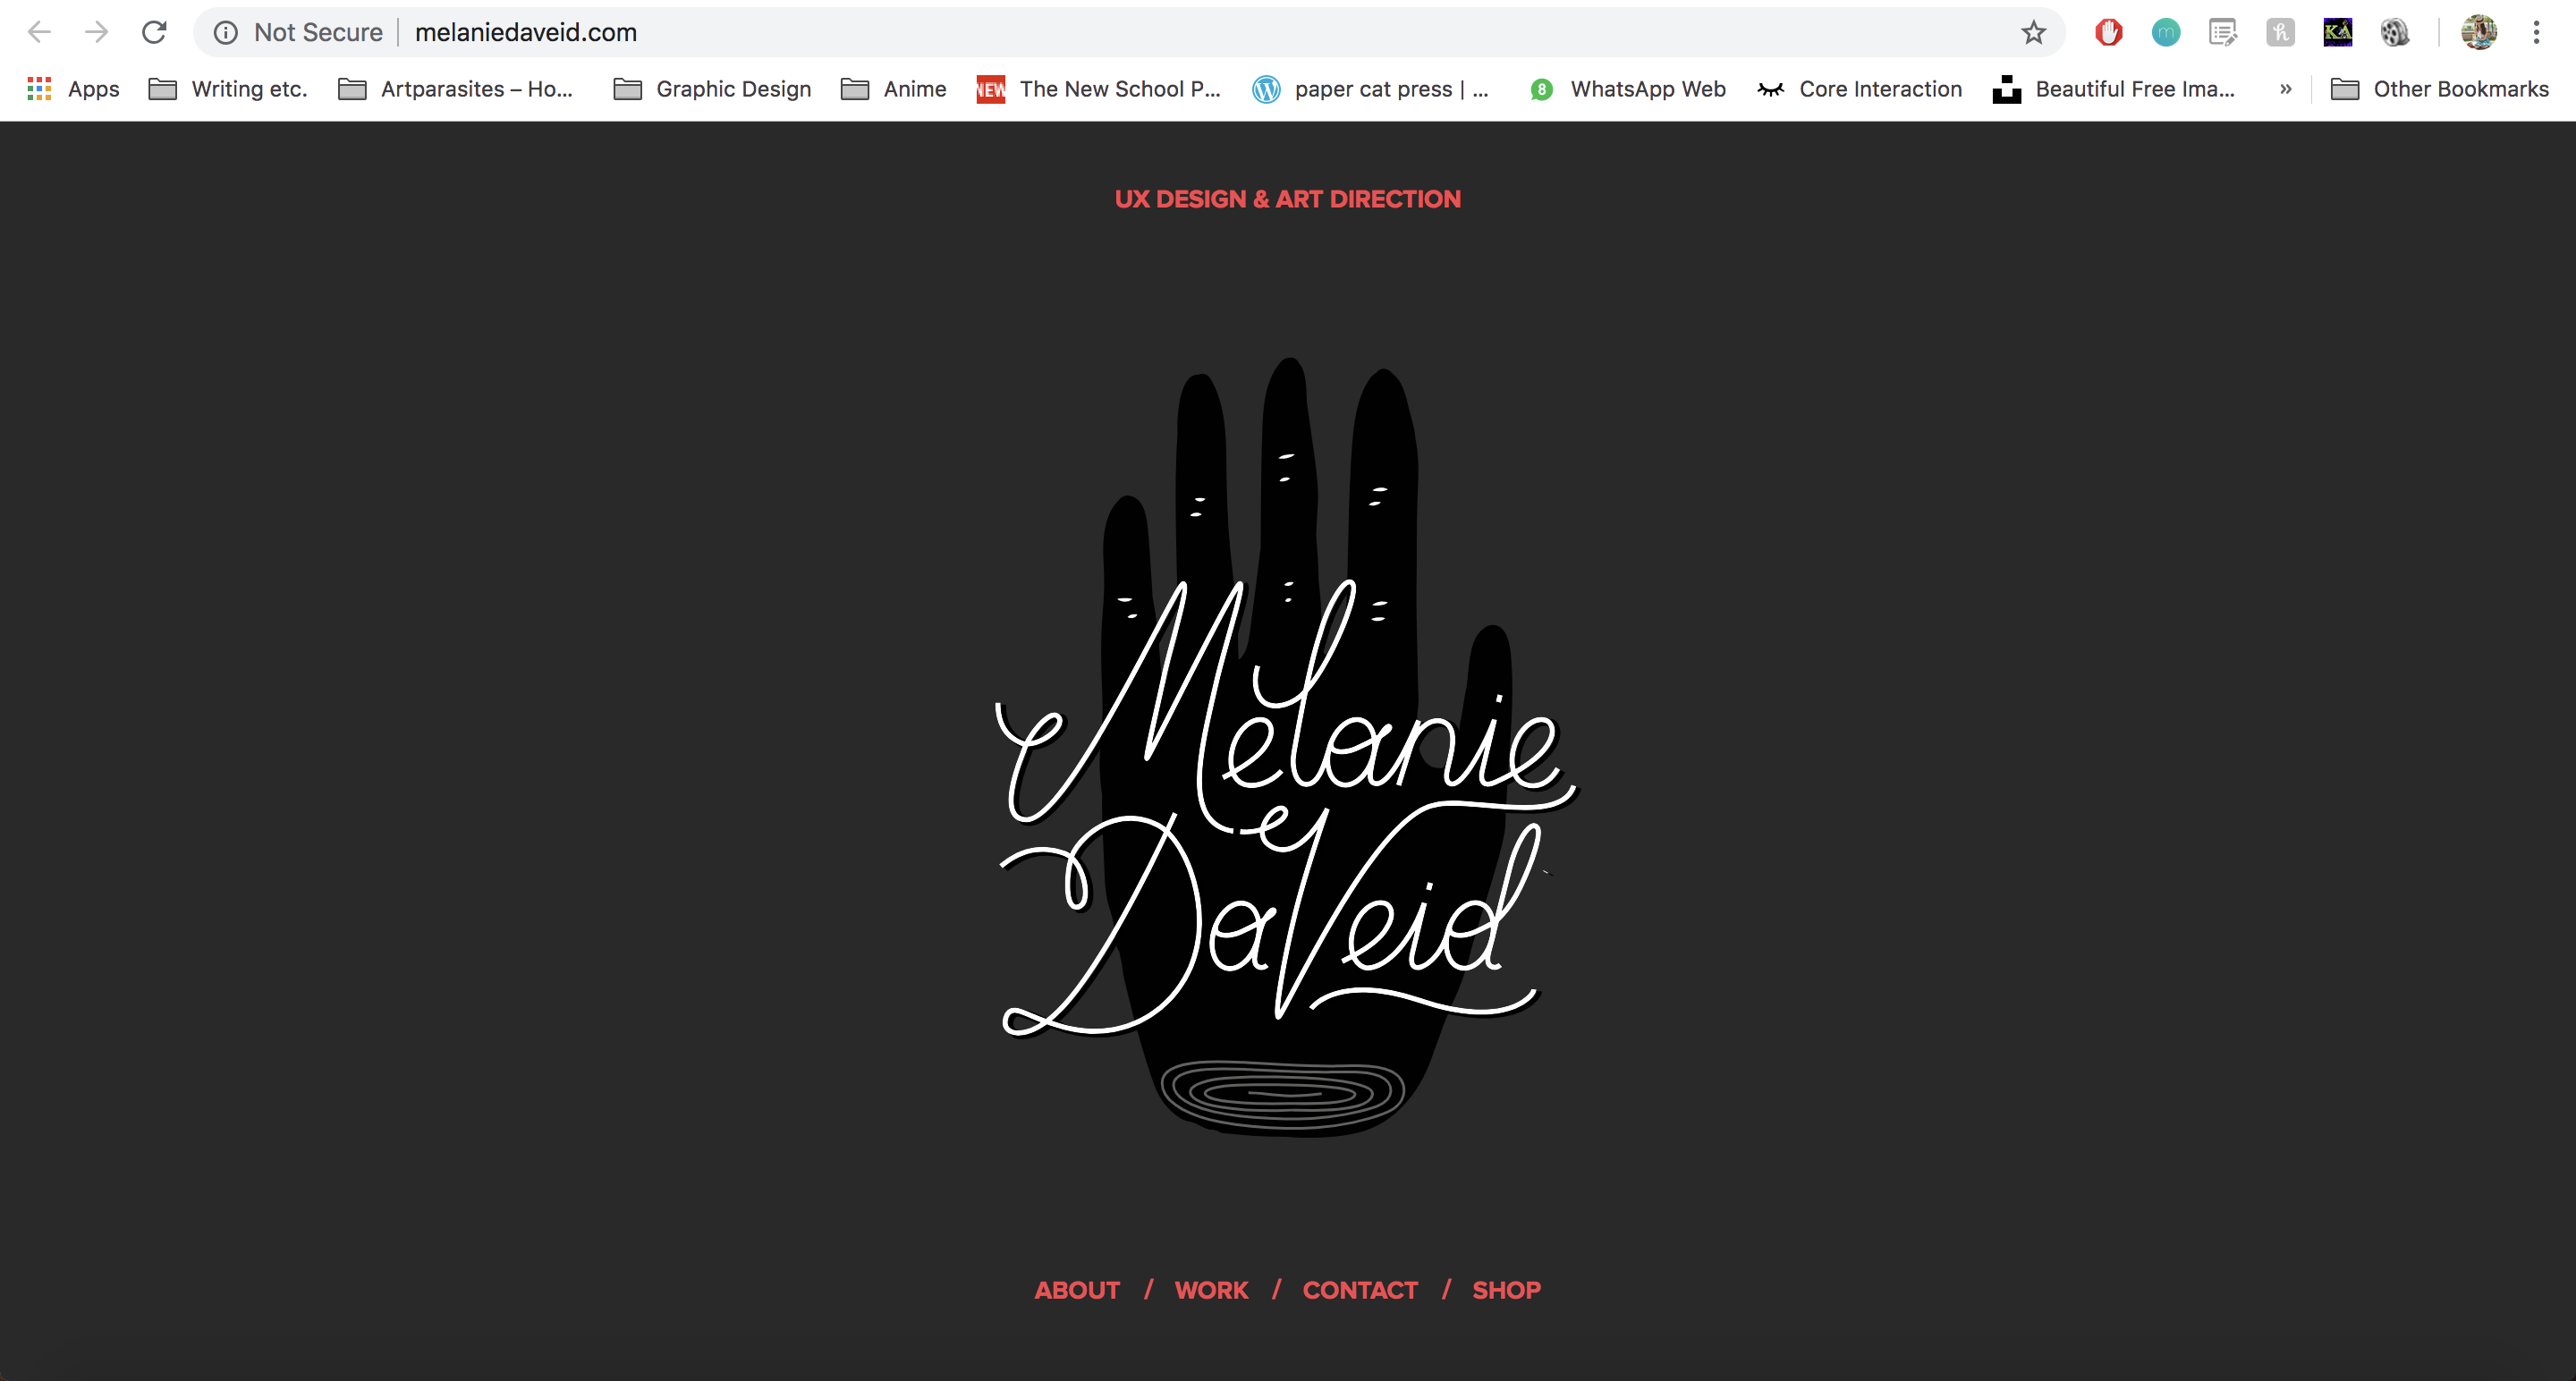 Not Secure | melaniedaveid.com
Apps Writing etc. Artparasites – Ho... Graphic Design Anime NEW The New School P... paper cat press | ... 8 WhatsApp Web Core Interaction Beautiful Free Ima... » Other Bookmarks
UX DESIGN & ART DIRECTION
Melanie
DaVeid
ABOUT / WORK / CONTACT / SHOP